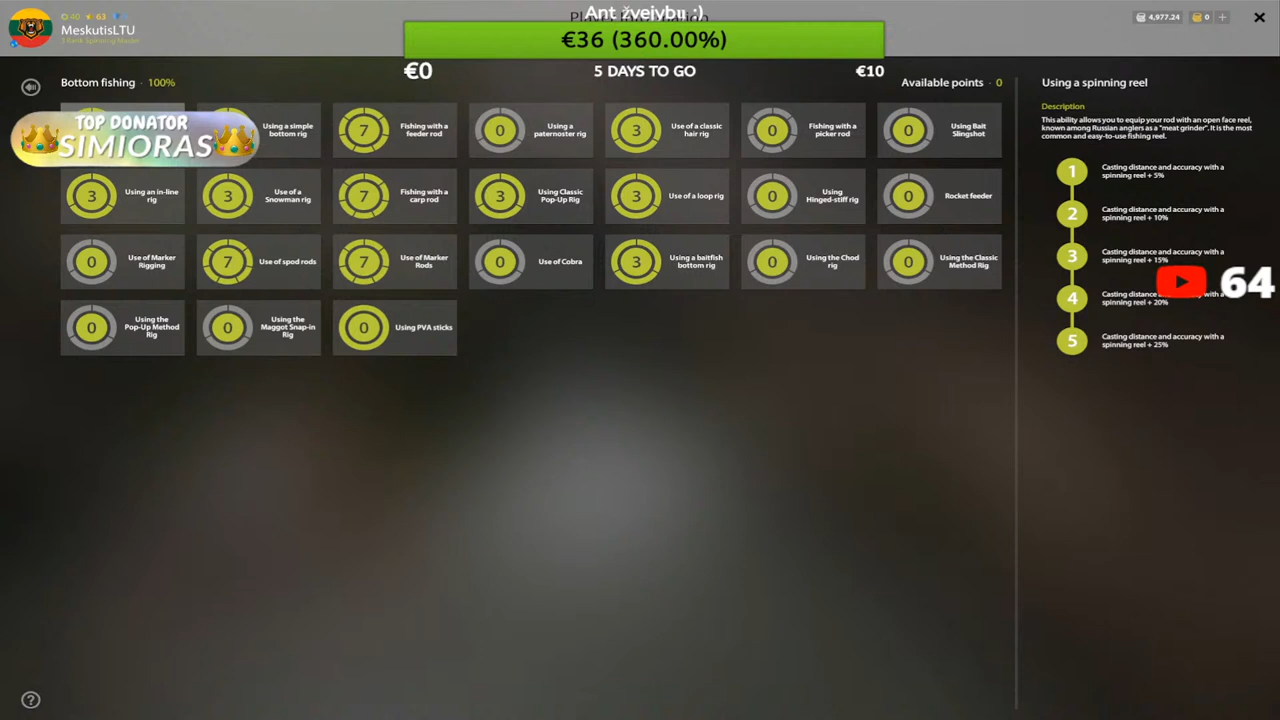 Ant žvejybu :)
40 63
MeskutisLTU
€36 (360.00%)
4,977.24 0 +
€0 5 DAYS TO GO €10
Bottom fishing · 100%
Available points · 0
Using a spinning reel
Description
This ability allows you to equip your rod with an open face reel,
known among Russian anglers as a "meat grinder". It is the most
common and easy-to-use fishing reel.
TOP DONATOR
SIMIORAS
Using a simple
bottom rig
7 Fishing with a
feeder rod
0 Using a
paternoster rig
3 Use of a classic
hair rig
0 Fishing with a
picker rod
0 Using Bait
Slingshot
3 Using an in-line
rig
3 Use of a
Snowman rig
7 Fishing with a
carp rod
3 Using Classic
Pop-Up Rig
3 Use of a loop rig
0 Using
Hinged-stiff rig
0 Rocket feeder
0 Use of Marker
Rigging
7 Use of spod rods
7 Use of Marker
Rods
0 Use of Cobra
3 Using a baitfish
bottom rig
0 Using the Chod
rig
0 Using the Classic
Method Rig
0 Using the
Pop-Up Method
Rig
0 Using the
Maggot Snap-in
Rig
0 Using PVA sticks
1 Casting distance and accuracy with a
spinning reel + 5%
2 Casting distance and accuracy with a
spinning reel + 10%
3 Casting distance and accuracy with a
spinning reel + 15%
4 Casting distance
spinning reel + 20%
5 Casting distance and accuracy with a
spinning reel + 25%
64
?